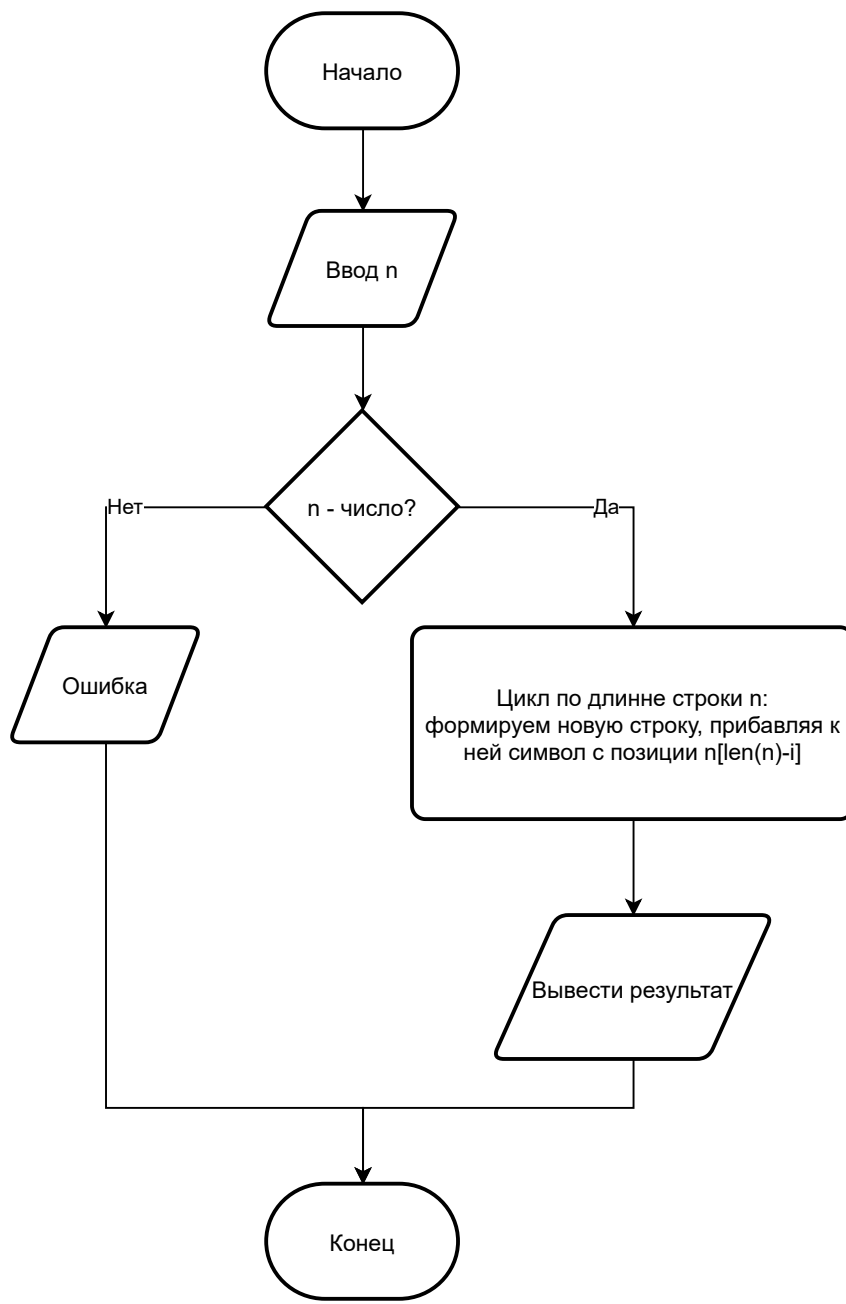 Начало
Ввод n
n - число?
Нет
Да
Ошибка
Цикл по длинне строки n:
формируем новую строку, прибавляя к
ней символ с позиции n[len(n)-i]
Вывести результат
Конец